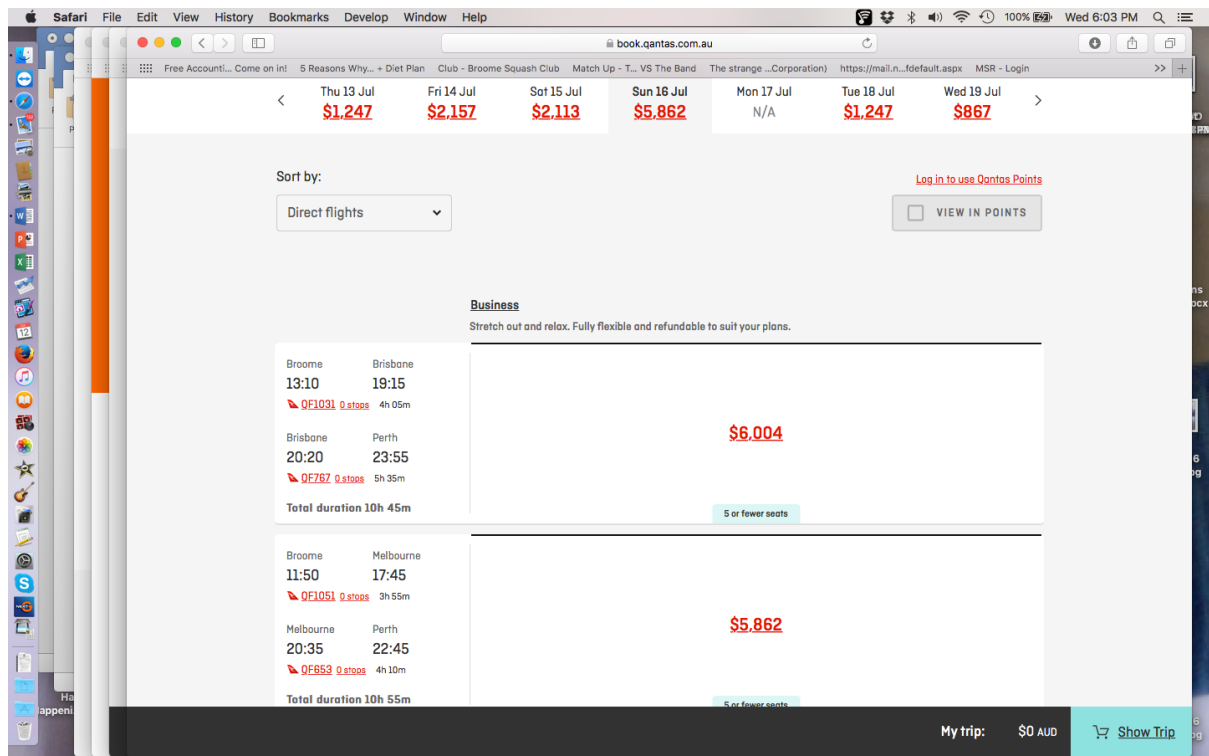 Safari File Edit View History Bookmarks Develop Window Help 100% Wed 6:03 PM
book.qantas.com.au
Free Accounti... Come on in! 5 Reasons Why... + Diet Plan Club - Broome Squash Club Match Up - T... VS The Band The strange ...Corporation) https://mail.n...fdefault.aspx MSR - Login >> +
Thu 13 Jul Fri 14 Jul Sat 15 Jul Sun 16 Jul Mon 17 Jul Tue 18 Jul Wed 19 Jul
$1,247 $2,157 $2,113 $5,862 N/A $1,247 $867
Sort by:
Log in to use Qantas Points
Direct flights
VIEW IN POINTS
Business
Stretch out and relax. Fully flexible and refundable to suit your plans.
Broome Brisbane
13:10 19:15
QF1031 0 stops 4h 05m
$6,004
Brisbane Perth
20:20 23:55
QF767 0 stops 5h 35m
Total duration 10h 45m
5 or fewer seats
Broome Melbourne
11:50 17:45
QF1051 0 stops 3h 55m
$5,862
Melbourne Perth
20:35 22:45
QF653 0 stops 4h 10m
Total duration 10h 55m
5 or fewer seats
My trip: $0 AUD Show Trip
Ha
appeni